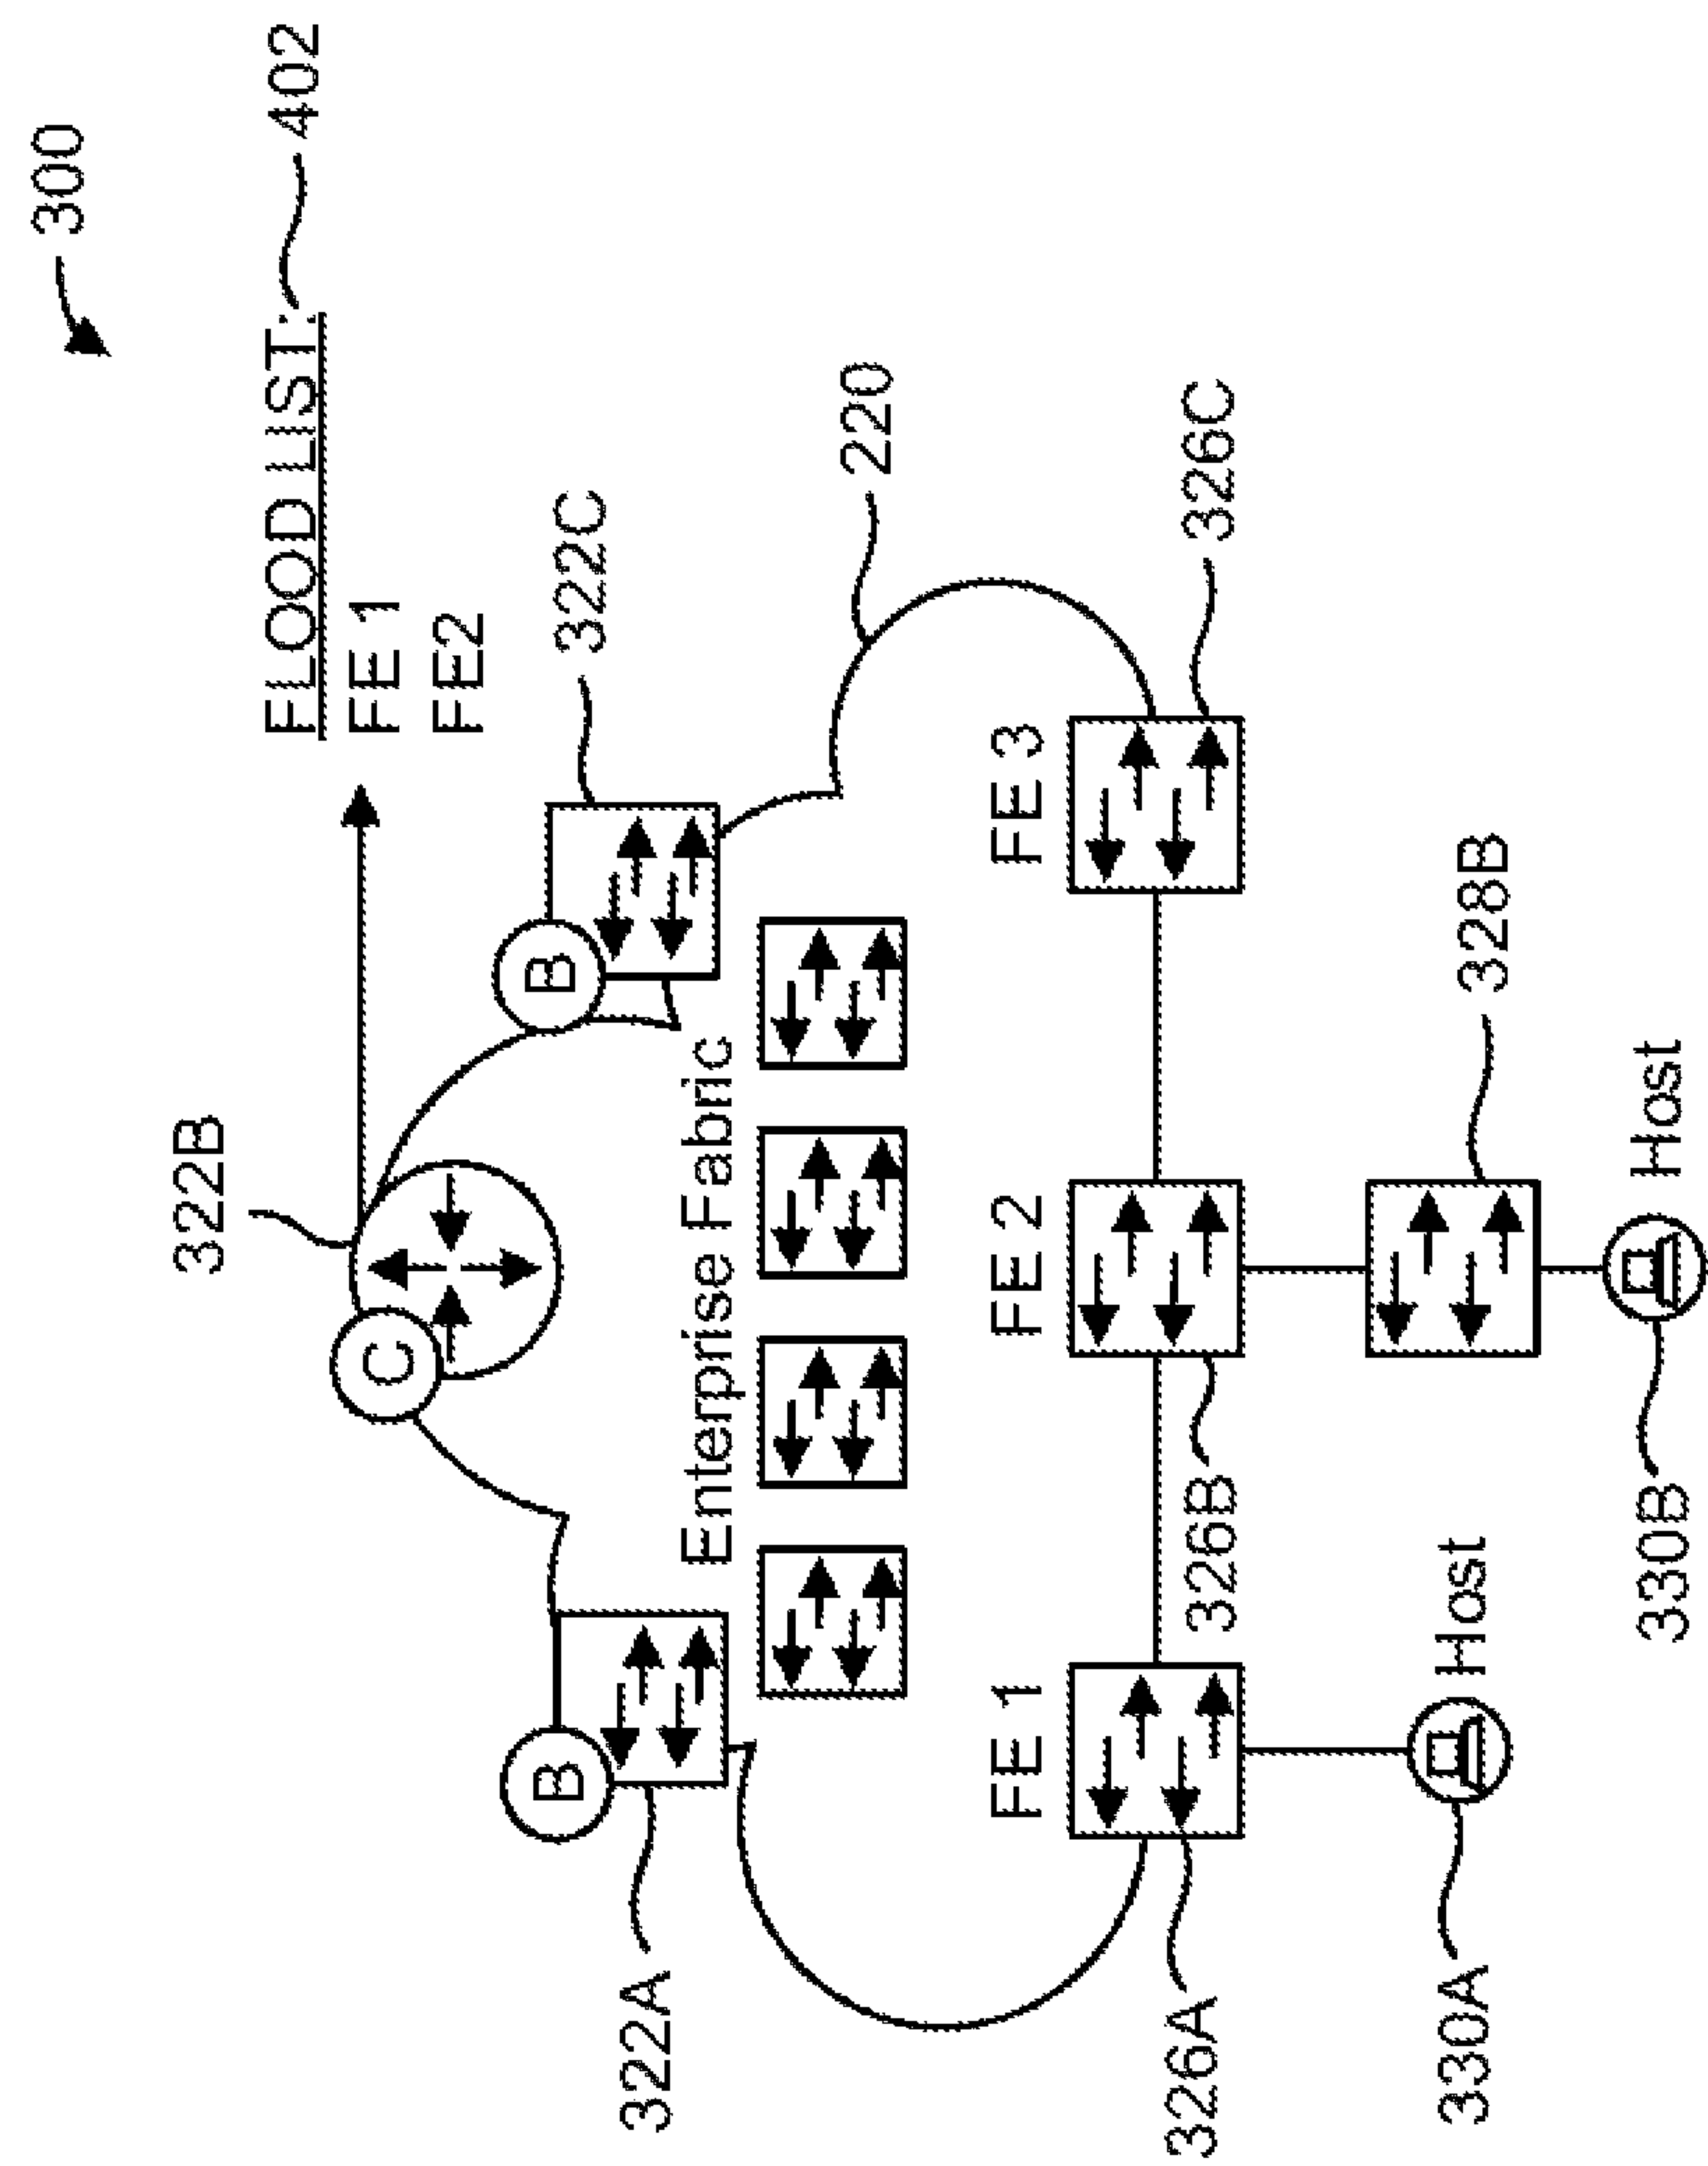 300
FLOOD LIST: 402
FE 1
FE2
322B
C
B
322C
B
322A
Enterprise Fabric
220
FE 1
FE 2
FE 3
326A
326B
326C
328B
Host
330A
Host
330B